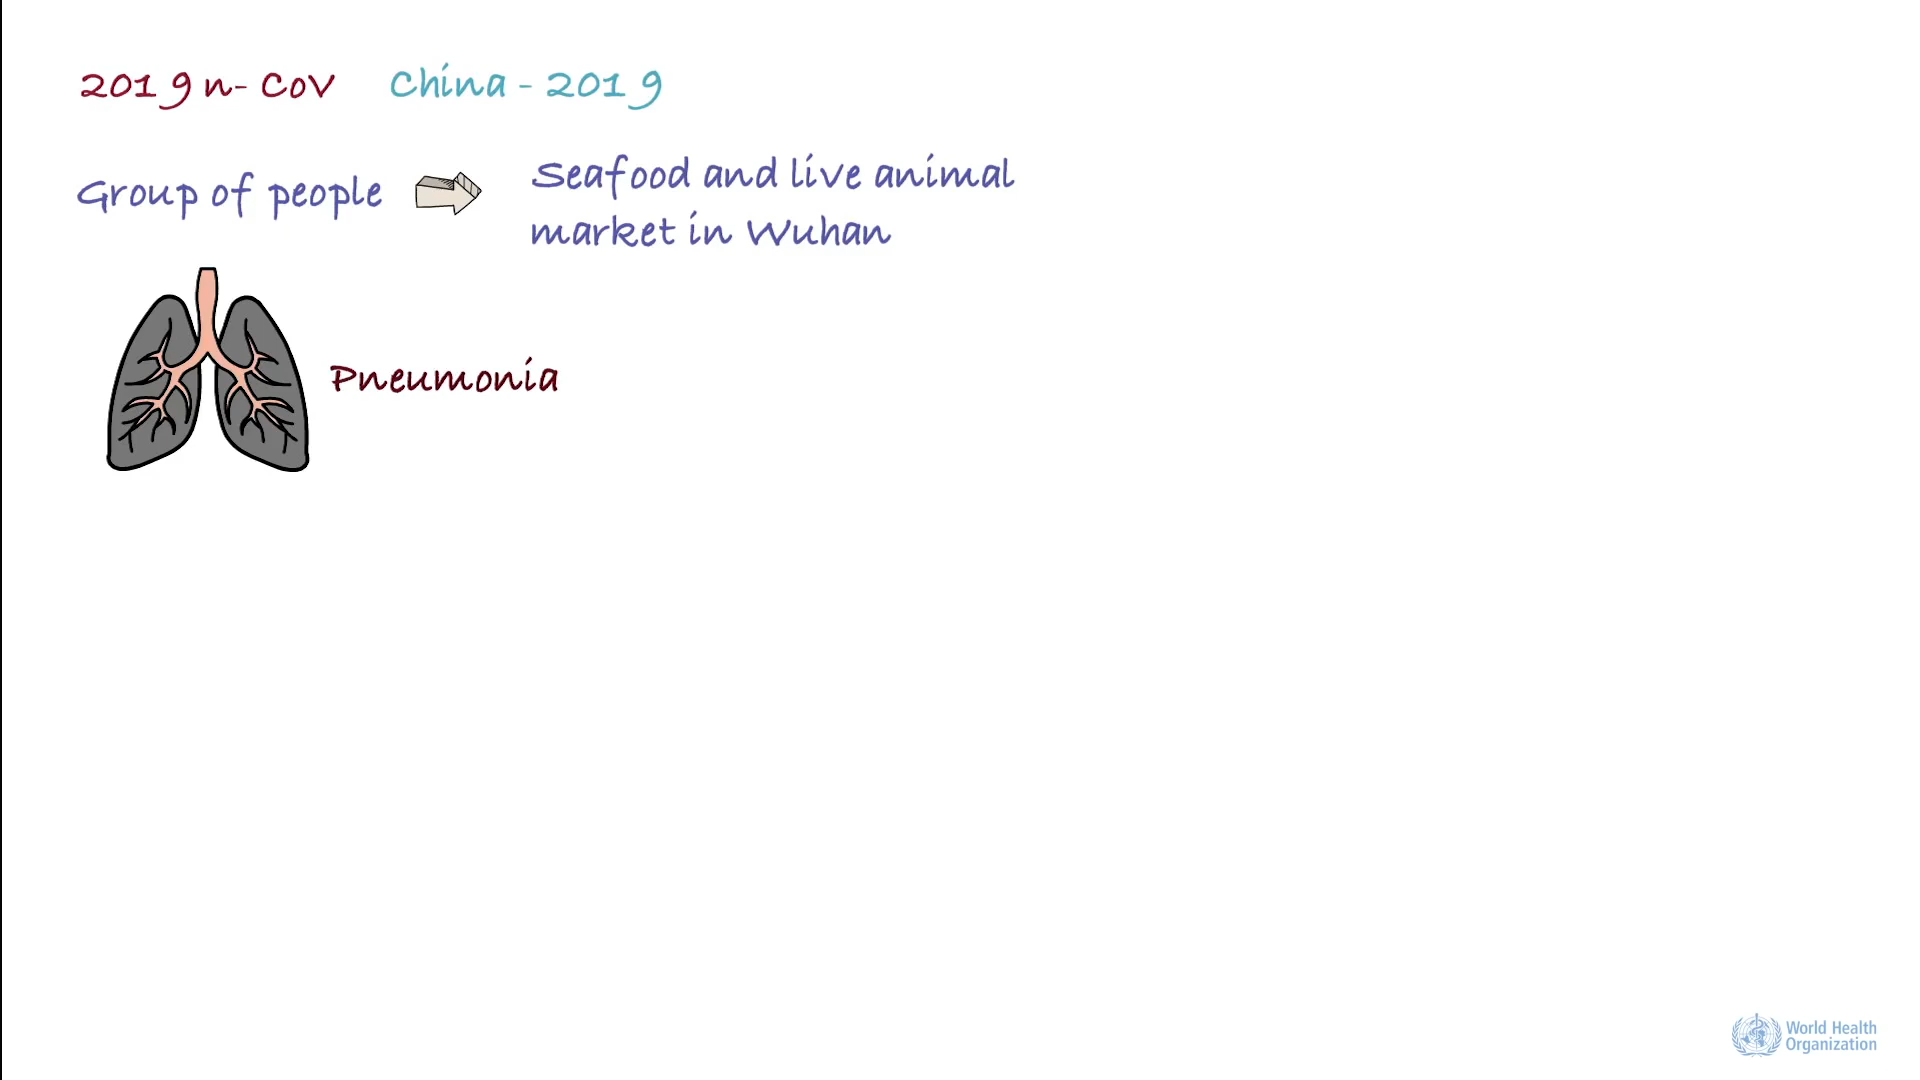 2019 n- CoV China - 2019
Group of people
Seafood and live animal
market in Wuhan
Pneumonia
World Health
Organization